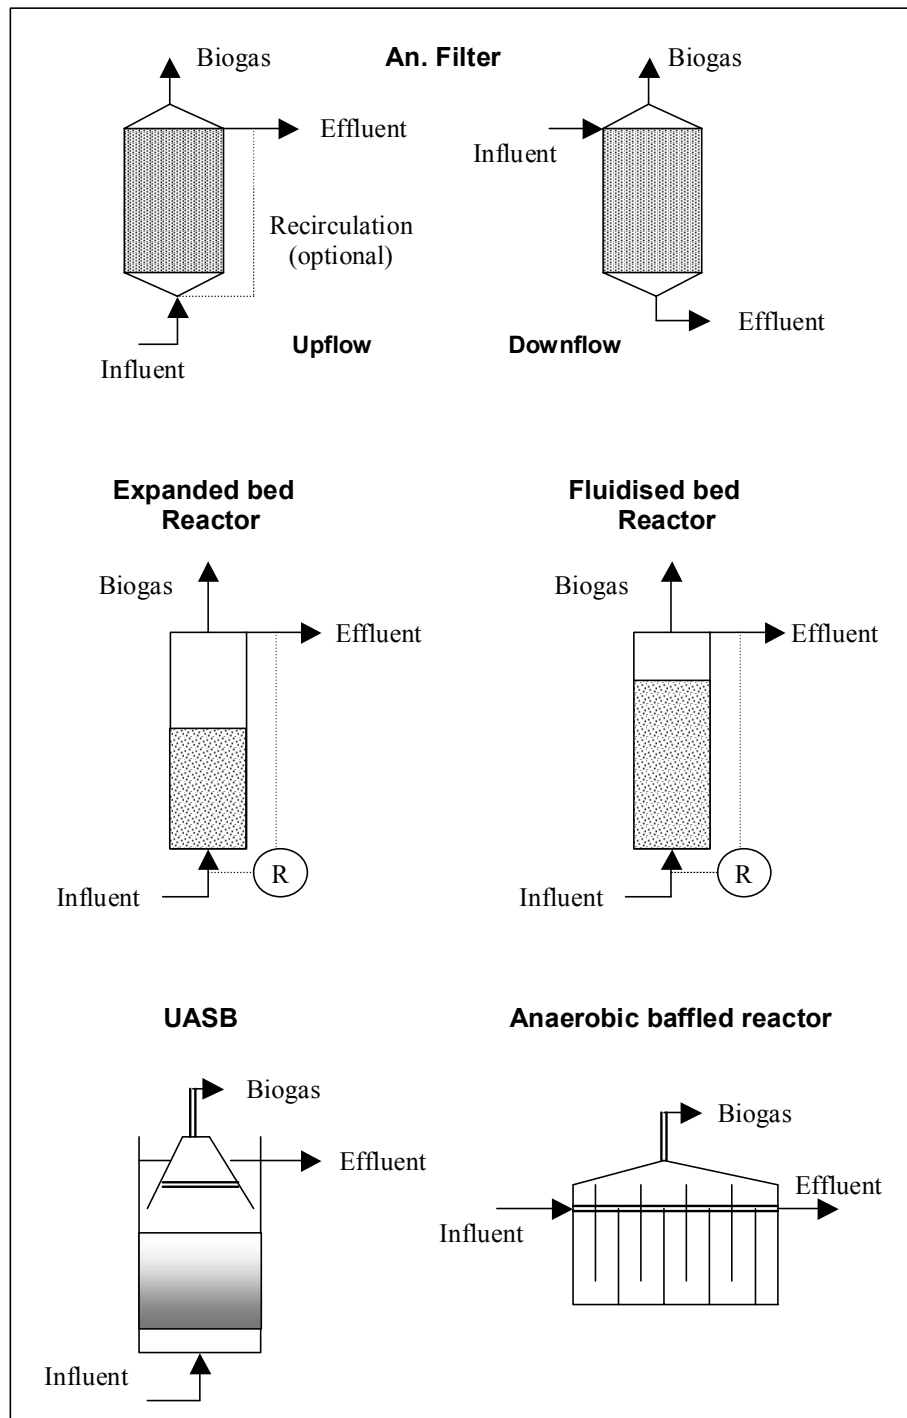 An. Filter
Biogas
Effluent
Recirculation
(optional)
Influent
Upflow
Biogas
Influent
Effluent
Downflow
Expanded bed
Reactor
Biogas
Effluent
R
Influent
Fluidised bed
Reactor
Biogas
Effluent
R
Influent
UASB
Biogas
Effluent
Influent
Anaerobic baffled reactor
Biogas
Effluent
Influent